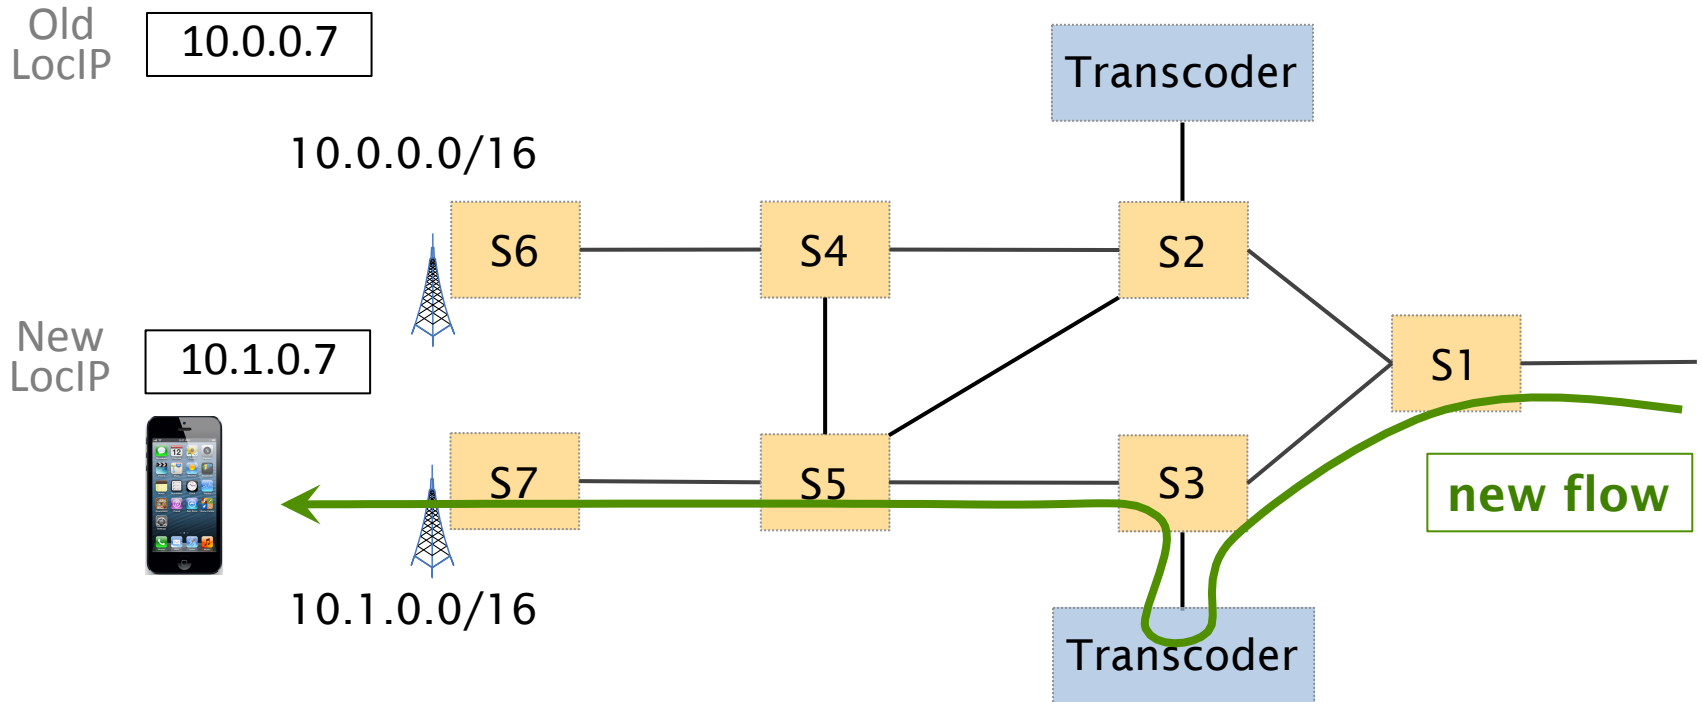 Old
LocIP
10.0.0.7
Transcoder
10.0.0.0/16
S6
S4
S2
New
LocIP
10.1.0.7
S1
S7
S5
S3
new flow
10.1.0.0/16
Transcoder